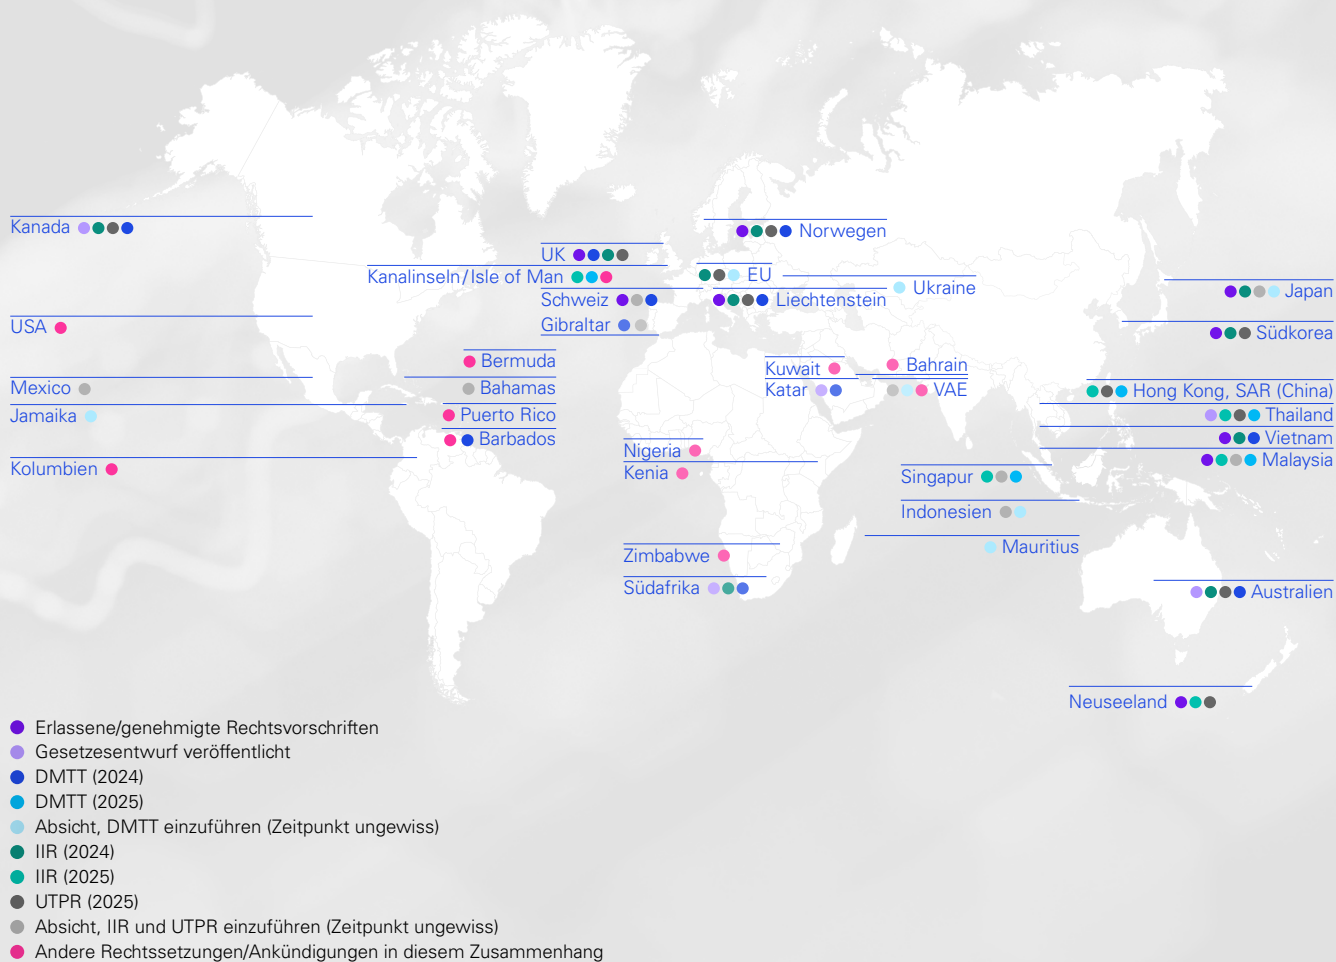 Kanada
Norwegen
UK
Kanalinseln/Isle of Man
EU
Ukraine
Schweiz
Liechtenstein
Japan
Gibraltar
USA
Südkorea
Bermuda
Kuwait
Bahrain
Mexico
Bahamas
Katar
VAE
Hong Kong, SAR (China)
Jamaika
Puerto Rico
Thailand
Barbados
Vietnam
Nigeria
Malaysia
Kolumbien
Kenia
Singapur
Indonesien
Mauritius
Zimbabwe
Südafrika
Australien
Neuseeland
Erlassene/genehmigte Rechtsvorschriften
Gesetzesentwurf veröffentlicht
DMTT (2024)
DMTT (2025)
Absicht, DMTT einzuführen (Zeitpunkt ungewiss)
IIR (2024)
IIR (2025)
UTPR (2025)
Absicht, IIR und UTPR einzuführen (Zeitpunkt ungewiss)
Andere Rechtssetzungen/Ankündigungen in diesem Zusammenhang